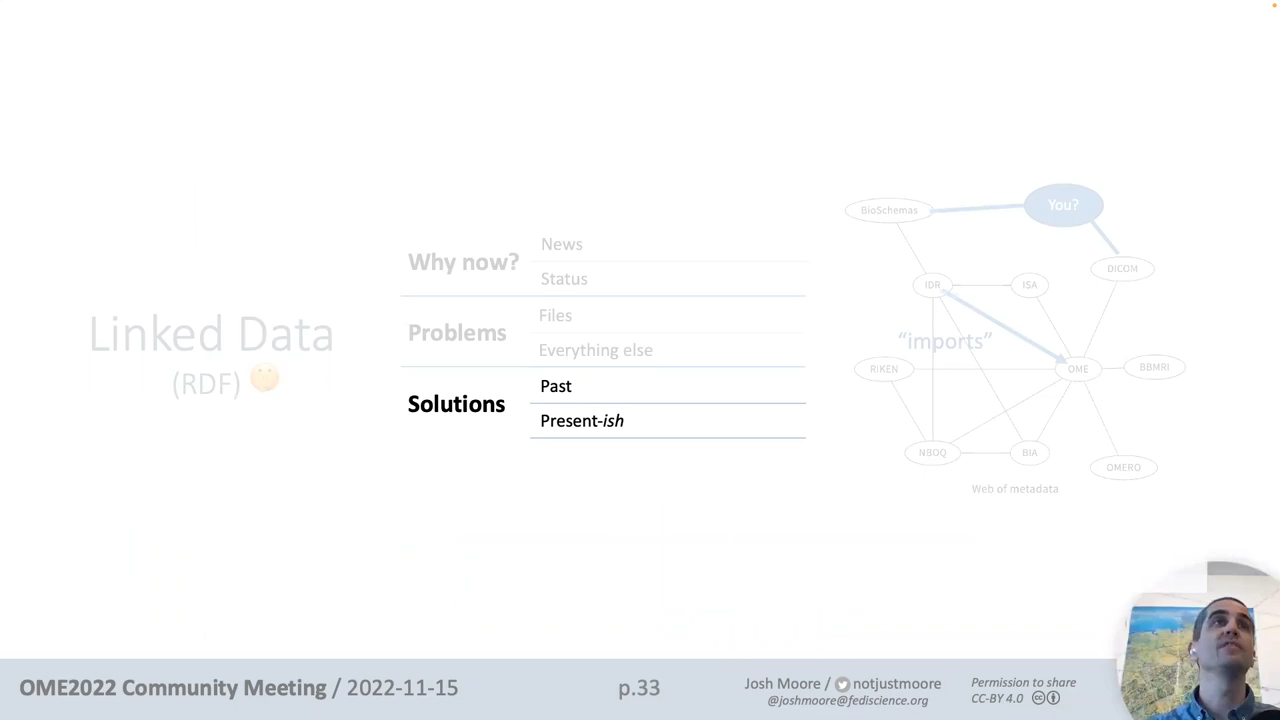 Linked Data
(RDF)
Why now?
News
Status
Problems
Files
Everything else
Solutions
Past
Present-ish
BioSchemas
You?
DICOM
IDR
ISA
“imports”
RIKEN
OME
BBMRI
NBOQ
BIA
OMERO
Web of metadata
OME2022 Community Meeting / 2022-11-15
p.33
Josh Moore / notjustmoore
@joshmoore@fediscience.org
Permission to share
CC-BY 4.0